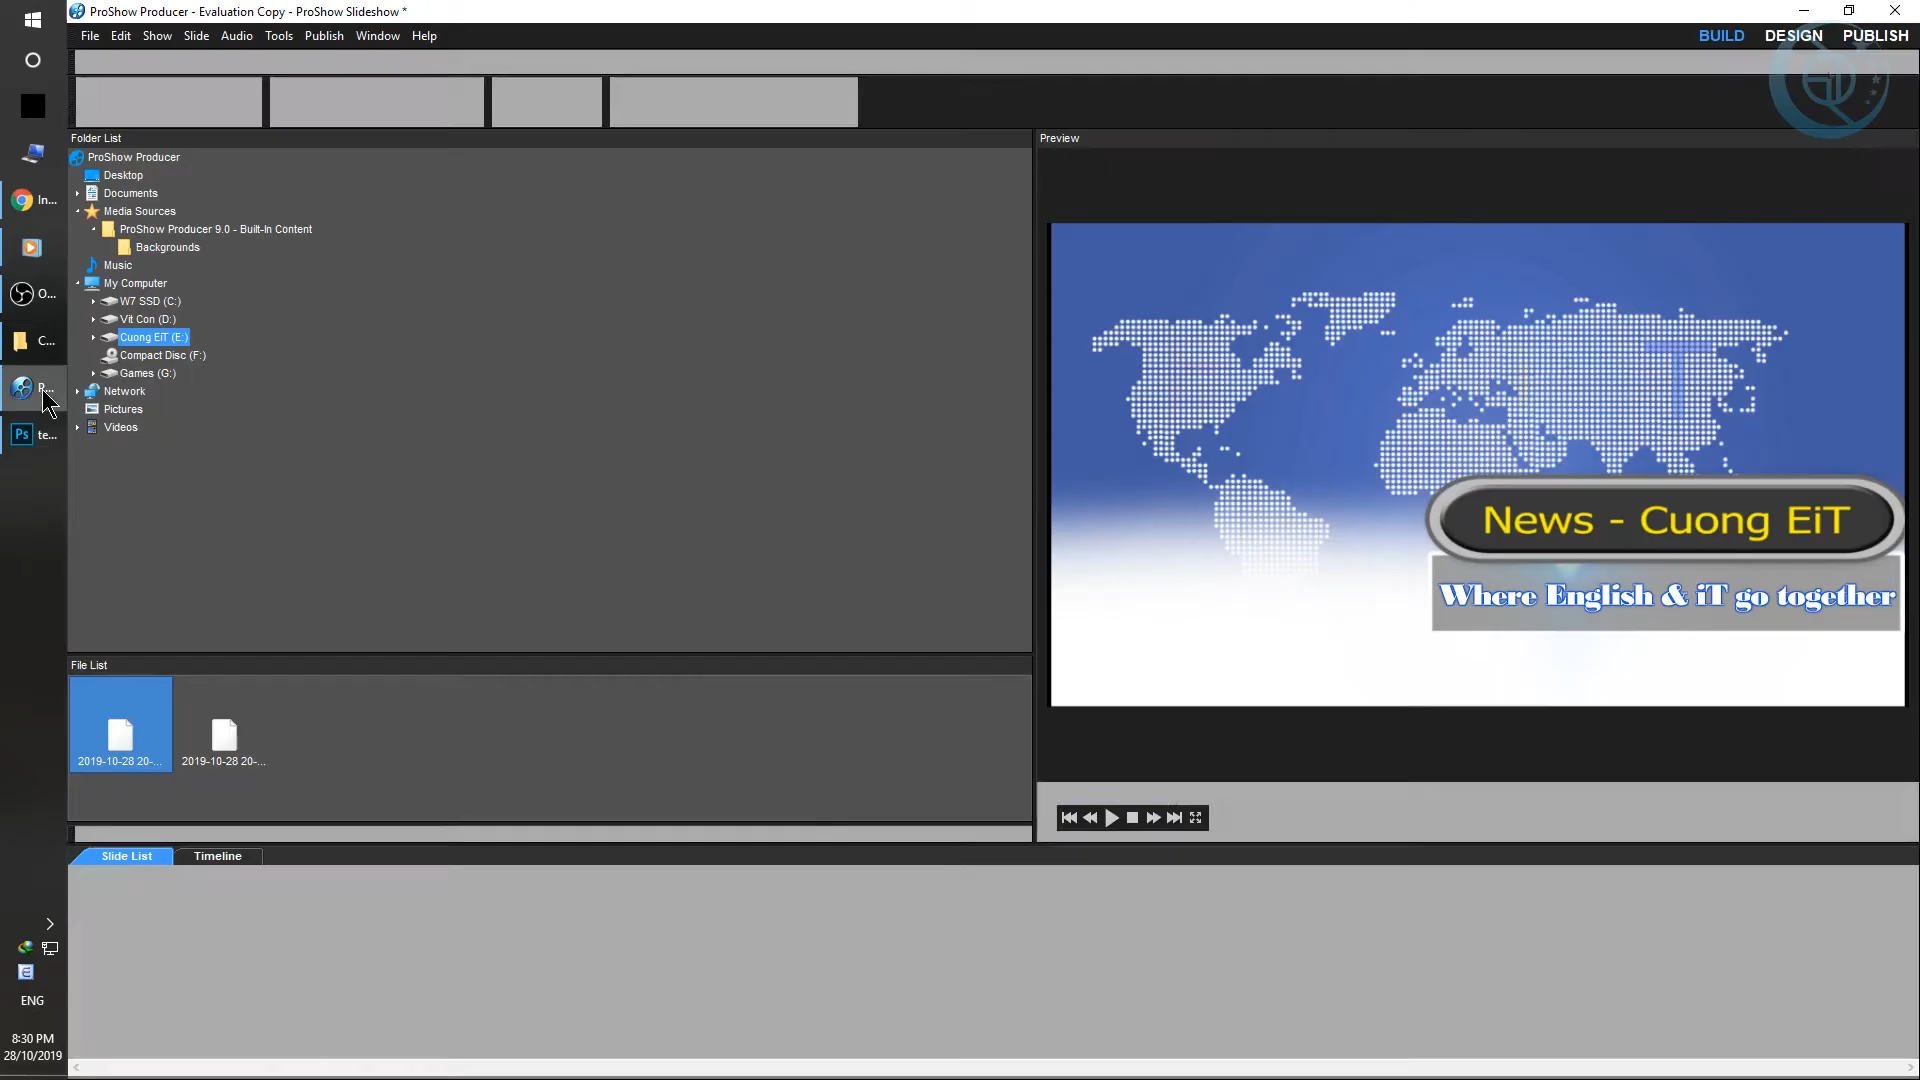 ProShow Producer - Evaluation Copy - ProShow Slideshow *
File Edit Show Slide Audio Tools Publish Window Help
BUILD DESIGN PUBLISH
Folder List
ProShow Producer
Desktop
Documents
Media Sources
ProShow Producer 9.0 - Built-In Content
Backgrounds
Music
My Computer
W7 SSD (C:)
Vit Con (D:)
Cuong EiT (E:)
Compact Disc (F:)
Games (G:)
Network
Pictures
Videos
Preview
News - Cuong EiT
Where English & iT go together
File List
2019-10-28 20-...
2019-10-28 20-...
Slide List
Timeline
In...
O...
C...
P...
Ps te...
ENG
8:30 PM
28/10/2019